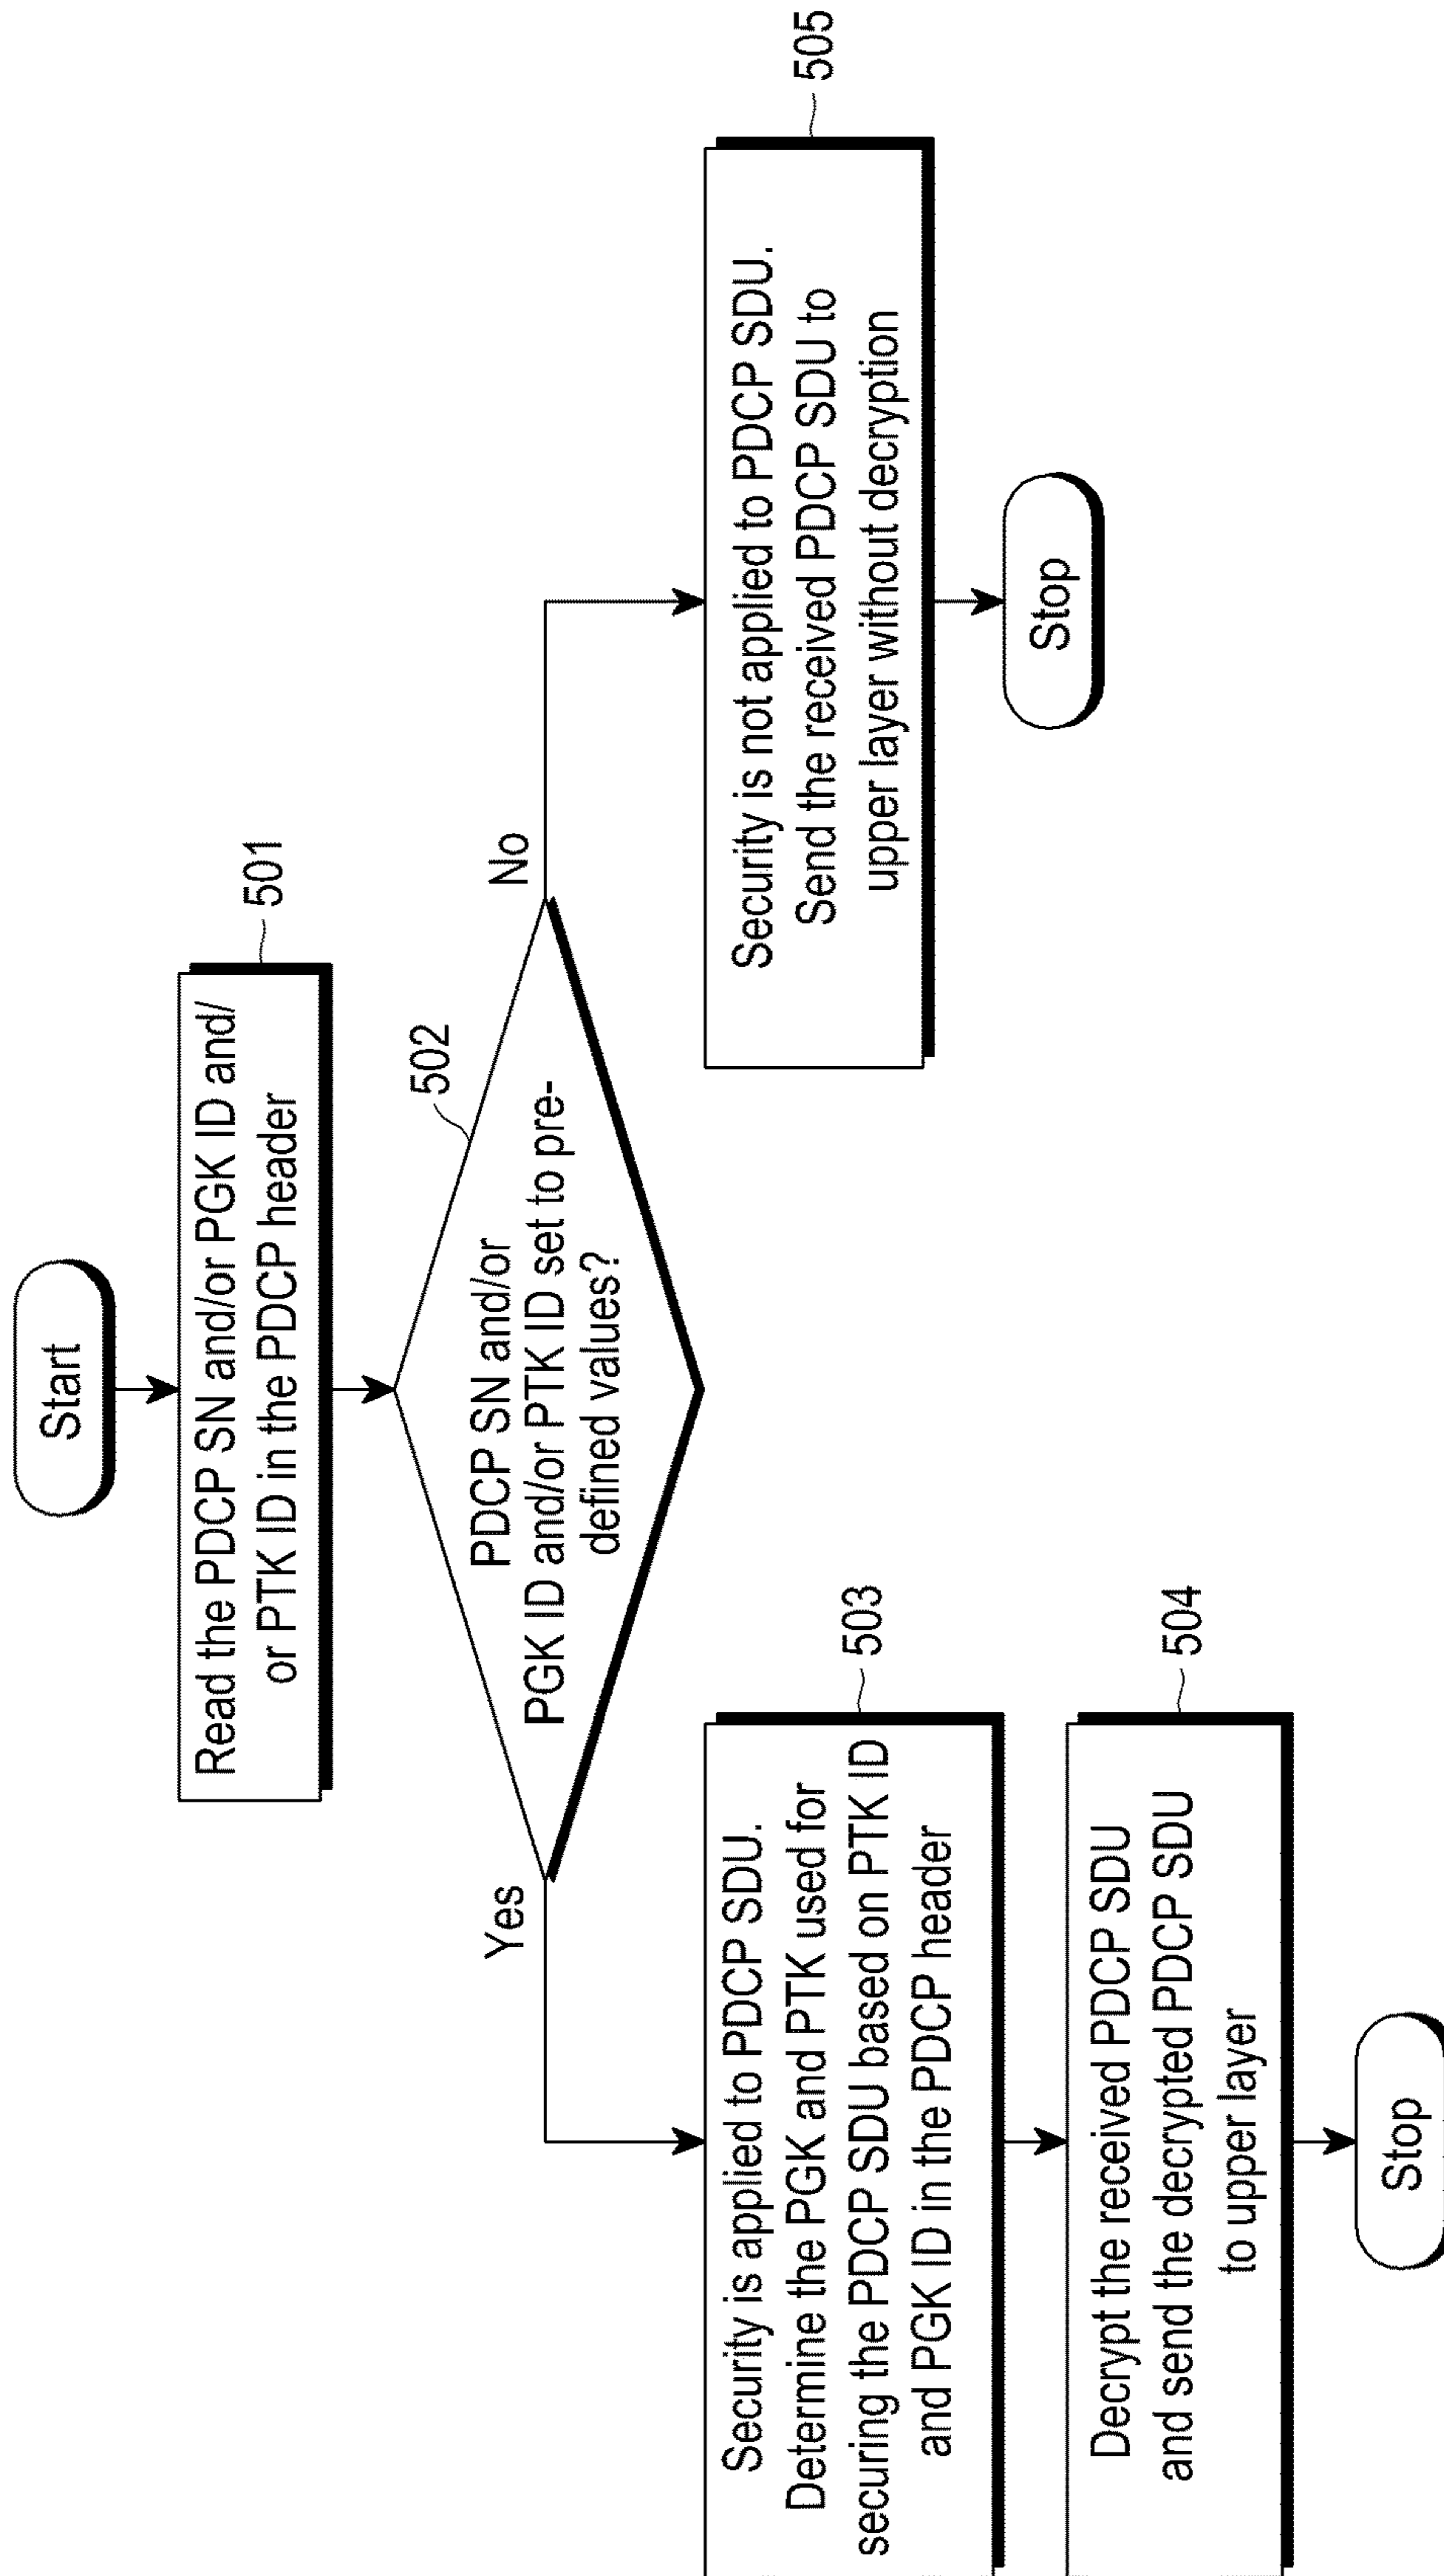 Start
Read the PDCP SN and/or PGK ID and/
or PTK ID in the PDCP header
501
502
PDCP SN and/or
PGK ID and/or PTK ID set to pre-
defined values?
Yes
No
Security is applied to PDCP SDU.
Determine the PGK and PTK used for
securing the PDCP SDU based on PTK ID
and PGK ID in the PDCP header
503
Decrypt the received PDCP SDU
and send the decrypted PDCP SDU
to upper layer
504
Stop
Security is not applied to PDCP SDU.
Send the received PDCP SDU to
upper layer without decryption
505
Stop